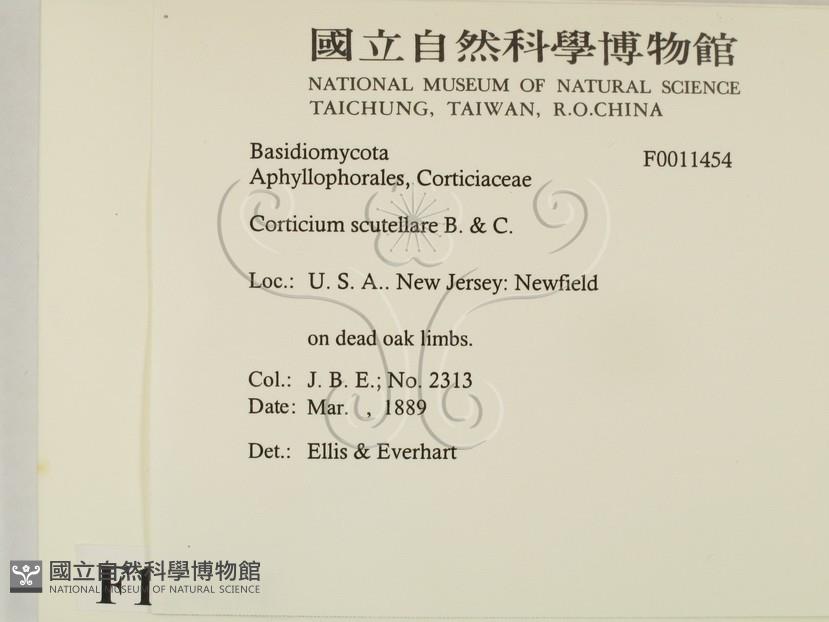 國立自然科學博物館
NATIONAL MUSEUM OF NATURAL SCIENCE
TAICHUNG, TAIWAN, R.O.CHINA
Basidiomycota
F0011454
Aphyllophorales, Corticiaceae
Corticium scutellare B. & C.
Loc.: U. S. A.. New Jersey: Newfield
on dead oak limbs.
Col.: J. B. E.; No. 2313
Date: Mar. , 1889
Det.: Ellis & Everhart
F1
國立自然科學博物館
NATIONAL MUSEUM OF NATURAL SCIENCE